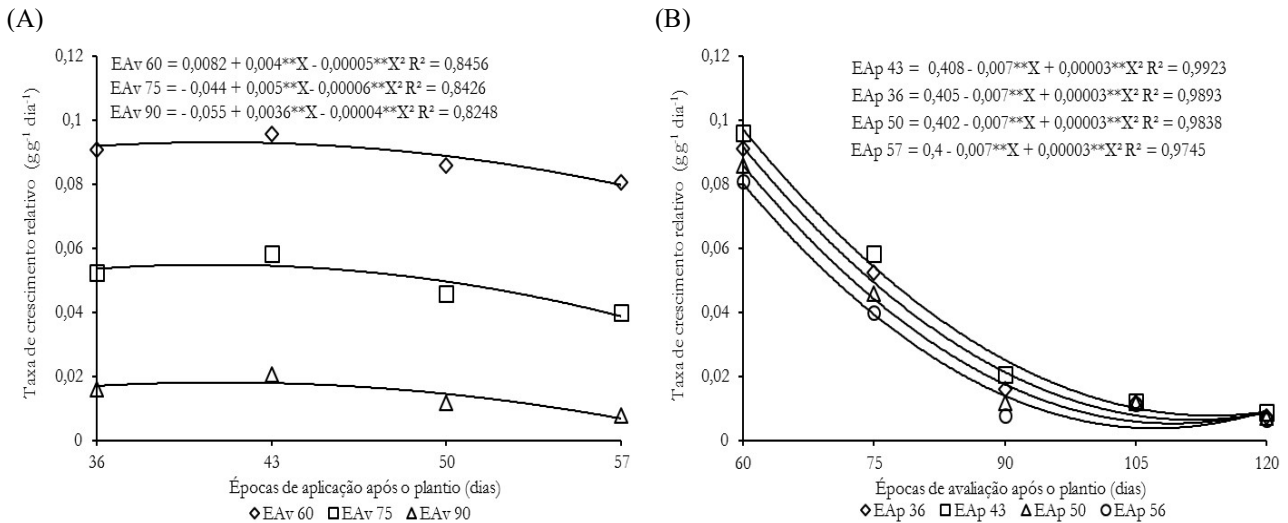 (A)
0,12
0,1
0,08
0,06
0,04
0,02
0
Taxa de crescimento relativo (g g⁻¹ dia⁻¹)
EAv 60 = 0,0082 + 0,004**X - 0,00005**X² R² = 0,8456
EAv 75 = - 0,044 + 0,005**X- 0,00006**X² R² = 0,8426
EAv 90 = - 0,055 + 0,0036**X - 0,00004**X² R² = 0,8248
36 43 50 57
Épocas de aplicação após o plantio (dias)
EAv 60 EAv 75 EAv 90
(B)
0,12
0,1
0,08
0,06
0,04
0,02
0
Taxa de crescimento relativo (g g⁻¹ dia⁻¹)
EAp 43 = 0,408 - 0,007**X + 0,00003**X² R² = 0,9923
EAp 36 = 0,405 - 0,007**X + 0,00003**X² R² = 0,9893
EAp 50 = 0,402 - 0,007**X + 0,00003**X² R² = 0,9838
EAp 57 = 0,4 - 0,007**X + 0,00003**X² R² = 0,9745
60 75 90 105 120
Épocas de avaliação após o plantio (dias)
EAp 36 EAp 43 EAp 50 EAp 56